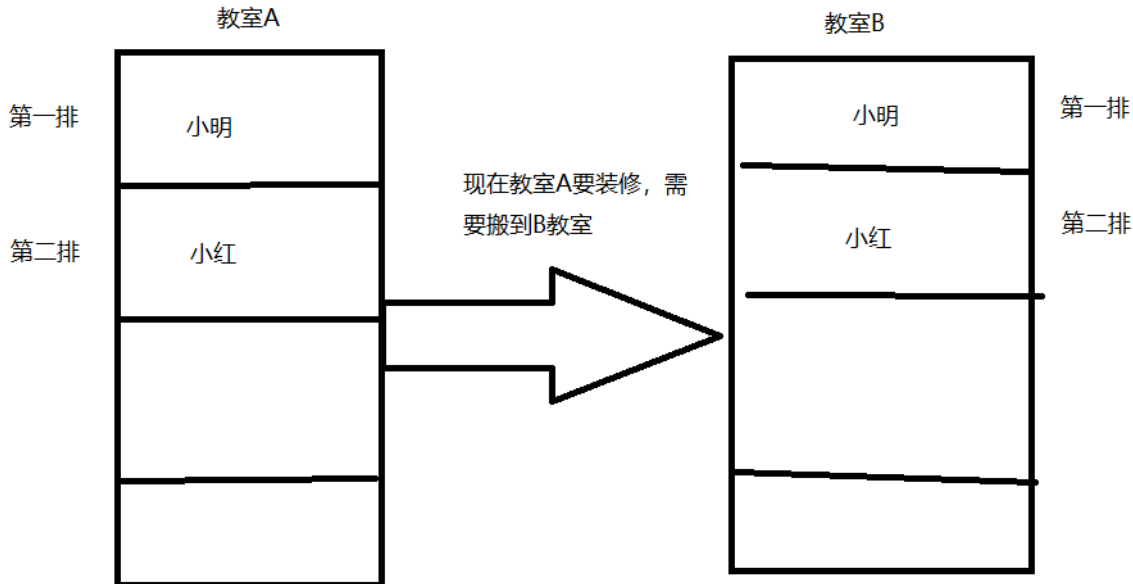 教室A
教室B
第一排
小明
小明
第一排
现在教室A要装修，需
要搬到B教室
第二排
小红
小红
第二排